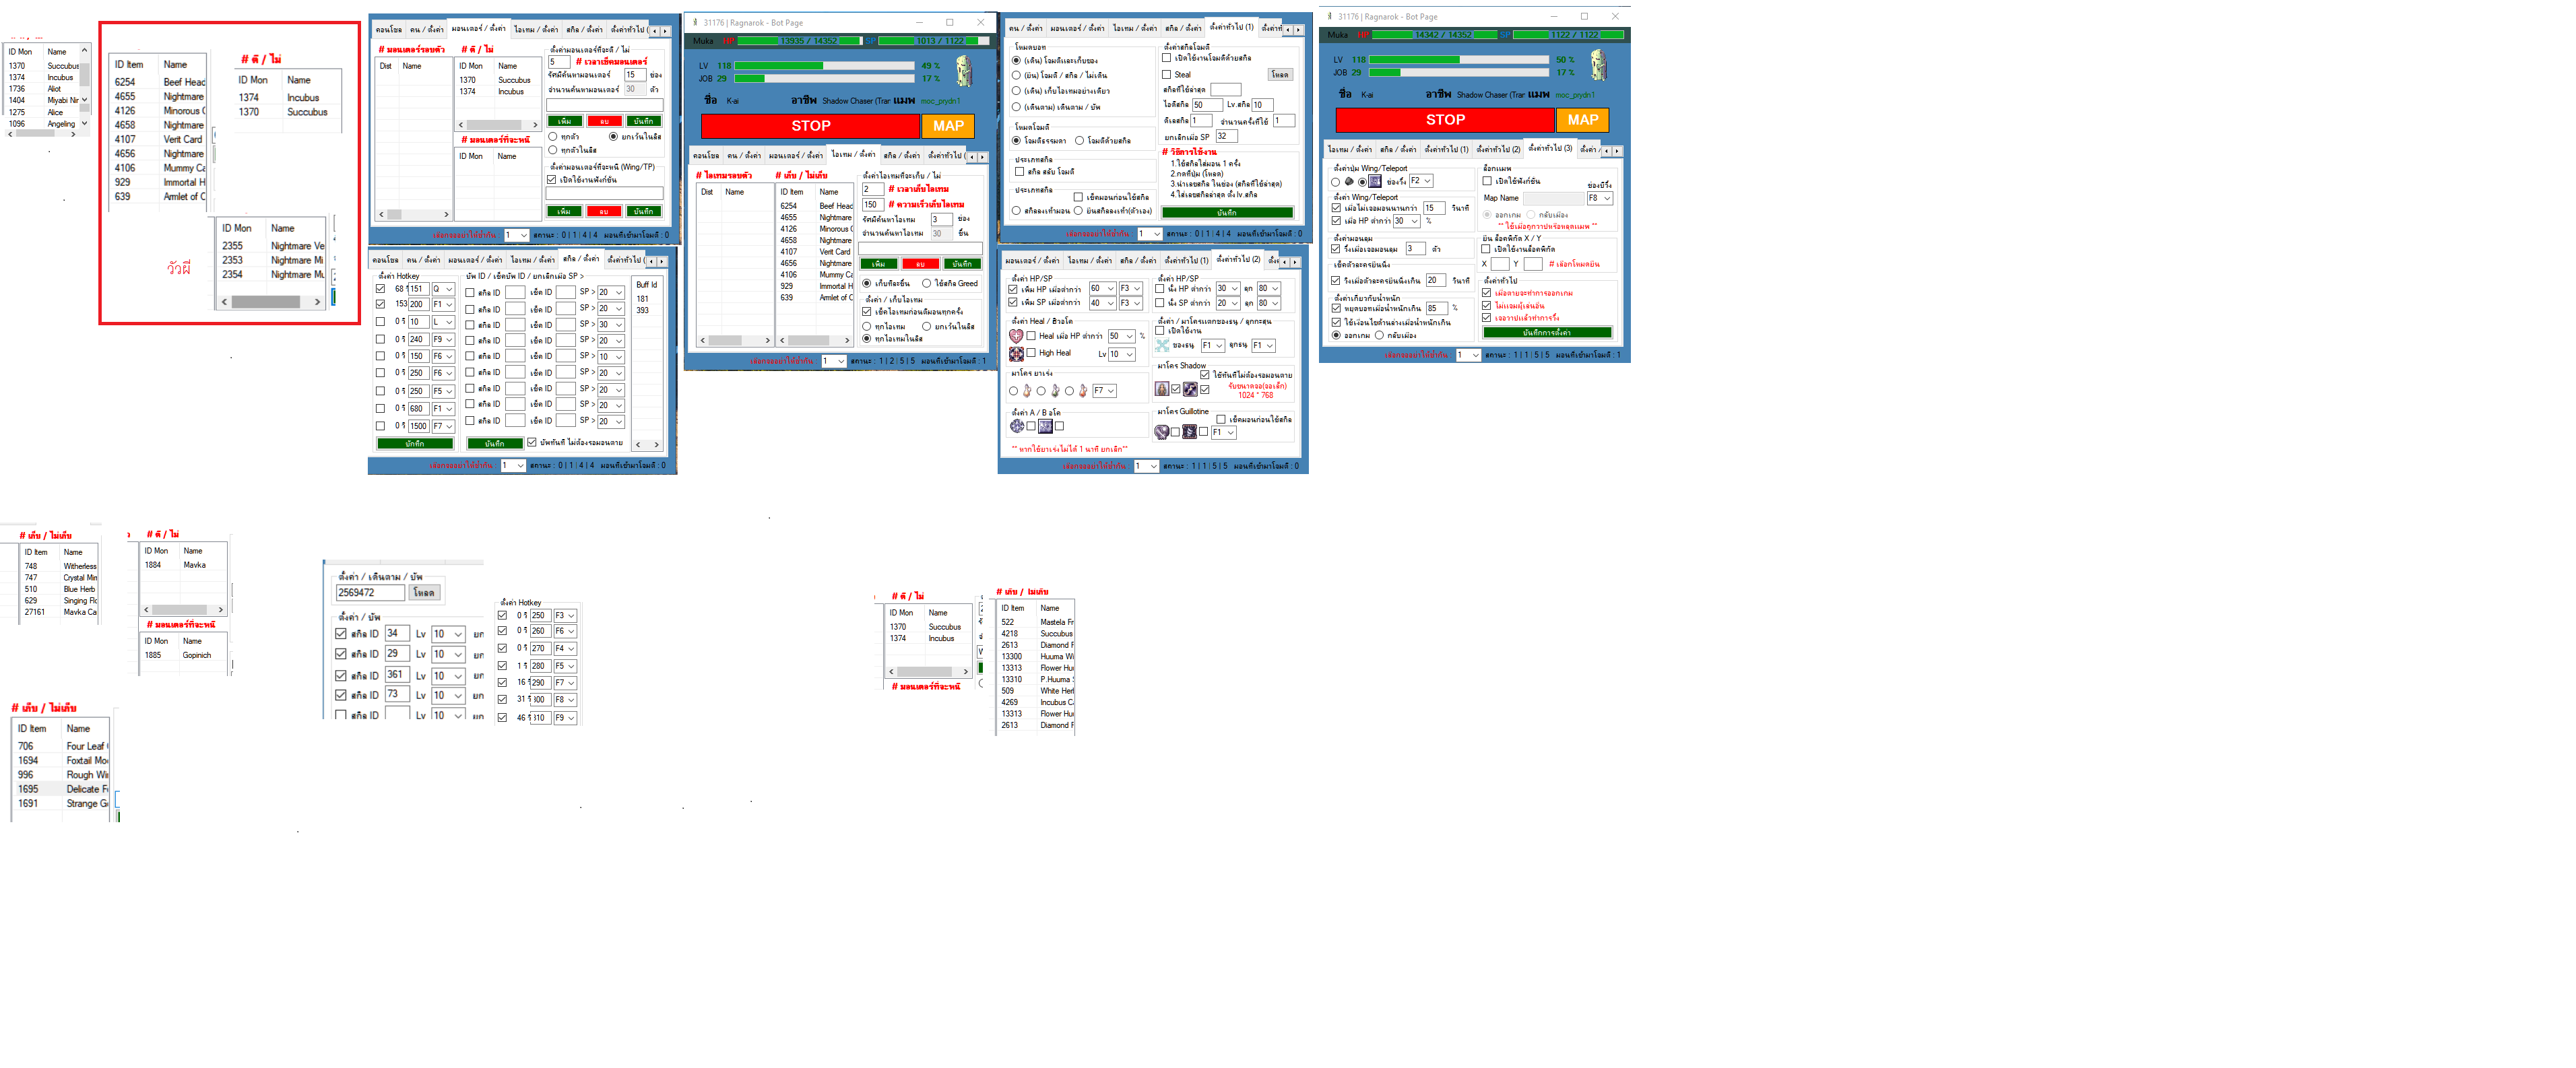 ID Mon Name
1370 Succubus
1374 Incubus
1736 Aliot
1404 Miyabi Nir
1275 Alice
1096 Angeling
ID Item Name
6254 Beef Head
4655 Nightmare
4126 Minorous C
4658 Nightmare
4107 Verit Card
4656 Nightmare
4106 Mummy Ca
929 Immortal H
639 Amlet of C
# ตี / ไม่
ID Mon Name
1374 Incubus
1370 Succubus
วัวผี
ID Mon Name
2355 Nightmare Ve
2353 Nightmare Mi
2354 Nightmare Mu
คอนโซล คน / ตั้งค่า มอนเตอร์ / ตั้งค่า ไอเทม / ตั้งค่า สกิล / ตั้งค่า ตั้งค่าทั่วไป (
# มอนเตอร์รอบตัว # ตี / ไม่
Dist Name ID Mon Name
1370 Succubus
1374 Incubus
# มอนเตอร์ที่จะหนี
ID Mon Name
ตั้งค่ามอนเตอร์ที่จะตี / ไม่
5 # เวลาเช็คมอนเตอร์
รัศมีค้นหามอนเตอร์ 15 ช่อง
จำนวนค้นหามอนเตอร์ 30 ตัว
เพิ่ม ลบ บันทึก
ทุกตัว ยกเว้นในลิส
ทุกตัวในลิส
ตั้งค่ามอนเตอร์ที่จะหนี (Wing/TP)
เปิดใช้งานฟังก์ชัน
เพิ่ม ลบ บันทึก
เลือกจออย่าให้ซ้ำกัน : 1 สถานะ : 0 | 1 | 4 | 4 มอนที่เข้ามาโจมตี : 0
คอนโซล คน / ตั้งค่า มอนเตอร์ / ตั้งค่า ไอเทม / ตั้งค่า สกิล / ตั้งค่า ตั้งค่าทั่วไป (
ตั้งค่า Hotkey
68 วิ 151 Q
153 200 F1
0 วิ 10 L
0 วิ 240 F9
0 วิ 150 F6
0 วิ 250 F6
0 วิ 250 F5
0 วิ 680 F1
0 วิ 1500 F7
บันทึก
บัพ ID / เช็คบัพ ID / ยกเลิกเมื่อ SP >
สกิล ID เช็ค ID SP > 20
สกิล ID เช็ค ID SP > 20
สกิล ID เช็ค ID SP > 30
สกิล ID เช็ค ID SP > 20
สกิล ID เช็ค ID SP > 10
สกิล ID เช็ค ID SP > 20
สกิล ID เช็ค ID SP > 20
สกิล ID เช็ค ID SP > 20
สกิล ID เช็ค ID SP > 20
บันทึก บัพทันที ไม่ต้องรอมอนตาย
Buff Id
181
393
เลือกจออย่าให้ซ้ำกัน : 1 สถานะ : 0 | 1 | 4 | 4 มอนที่เข้ามาโจมตี : 0
31176 | Ragnarok - Bot Page
Muka HP 13935 / 14352 SP 1013 / 1122
LV 118 49 %
JOB 29 17 %
ชื่อ K-ai อาชีพ Shadow Chaser (Trar แมพ moc_prydn1
STOP MAP
คอนโซล คน / ตั้งค่า มอนเตอร์ / ตั้งค่า ไอเทม / ตั้งค่า สกิล / ตั้งค่า ตั้งค่าทั่วไป (
# ไอเทมรอบตัว # เก็บ / ไม่เก็บ
Dist Name ID Item Name
6254 Beef Head
4655 Nightmare
4126 Minorous C
4658 Nightmare
4107 Verit Card
4656 Nightmare
4106 Mummy Ca
929 Immortal H
639 Amlet of C
ตั้งค่าไอเทมที่จะเก็บ / ไม่
2 # เวลาเก็บไอเทม
150 # ความเร็วเก็บไอเทม
รัศมีค้นหาไอเทม 3 ช่อง
จำนวนค้นหาไอเทม 30 ชิ้น
เพิ่ม ลบ บันทึก
เก็บทีละชิ้น ใช้สกิล Greed
ตั้งค่า / เก็บไอเทม
เช็คไอเทมก่อนตีมอนทุกครั้ง
ทุกไอเทม ยกเว้นในลิส
ทุกไอเทมในลิส
เลือกจออย่าให้ซ้ำกัน : 1 สถานะ : 1 | 2 | 5 | 5 มอนที่เข้ามาโจมตี : 1
คน / ตั้งค่า มอนเตอร์ / ตั้งค่า ไอเทม / ตั้งค่า สกิล / ตั้งค่า ตั้งค่าทั่วไป (1) ตั้งค่าทั่
โหมดบอท
(เดิน) โจมตีและเก็บของ
(ยืน) โจมตี / สกิล / ไม่เดิน
(เดิน) เก็บไอเทมอย่างเดียว
(เดินตาม) เดินตาม / บัพ
โหมดโจมตี
โจมตีธรรมดา โจมตีด้วยสกิล
ประเภทสกิล
สกิล สลับ โจมตี
ประเภทสกิล
เช็คมอนก่อนใช้สกิล
สกิลลงเท้ามอน ยืนสกิลลงเท้า(ตัวเอง)
ตั้งค่าสกิลโจมตี
เปิดใช้งานโจมตีด้วยสกิล
Steal โหลด
สกิลที่ใช้ล่าสุด
ไอดีสกิล 50 Lv.สกิล 10
ดีเลสกิล 1 จำนวนครั้งที่ใช้ 1
ยกเลิกเมื่อ SP 32
# วิธีการใช้งาน
1.ใช้สกิลใส่มอน 1 ครั้ง
2.กดที่ปุ่ม (โหลด)
3.นำเลขสกิล ในช่อง (สกิลที่ใช้ล่าสุด)
4.ใส่เลขสกิลล่าสุด ตั้ง lv.สกิล
บันทึก
เลือกจออย่าให้ซ้ำกัน : 1 สถานะ : 0 | 1 | 4 | 4 มอนที่เข้ามาโจมตี : 0
มอนเตอร์ / ตั้งค่า ไอเทม / ตั้งค่า สกิล / ตั้งค่า ตั้งค่าทั่วไป (1) ตั้งค่าทั่วไป (2) ตั้งค
ตั้งค่า HP/SP
เพิ่ม HP เมื่อต่ำกว่า 60 F3
เพิ่ม SP เมื่อต่ำกว่า 40 F3
ตั้งค่า HP/SP
นั่ง HP ต่ำกว่า 30 ลุก 80
นั่ง SP ต่ำกว่า 20 ลุก 80
ตั้งค่า Heal / ฮิวอโต
Heal เมื่อ HP ต่ำกว่า 50 %
High Heal Lv 10
ตั้งค่า / มาโครแตกของธนู / ลูกกระสุน
เปิดใช้งาน
ซองธนู F1 ลูกธนู F1
มาโคร ยาเร่ง
F7
มาโคร Shadow
ใช้ทันทีไม่ต้องรอมอนตาย
รับขนาดจอ(จอเล็ก)
1024 * 768
ตั้งค่า A / B อโต
มาโคร Guillotine
เช็คมอนก่อนใช้สกิล
F1
** หากใช้ยาเร่งไม่ได้ 1 นาที ยกเลิก**
เลือกจออย่าให้ซ้ำกัน : 1 สถานะ : 1 | 1 | 5 | 5 มอนที่เข้ามาโจมตี : 0
31176 | Ragnarok - Bot Page
Muka HP 14342 / 14352 SP 1122 / 1122
LV 118 50 %
JOB 29 17 %
ชื่อ K-ai อาชีพ Shadow Chaser (Trar แมพ moc_prydn1
STOP MAP
ไอเทม / ตั้งค่า สกิล / ตั้งค่า ตั้งค่าทั่วไป (1) ตั้งค่าทั่วไป (2) ตั้งค่าทั่วไป (3) ตั้งค่า /
ตั้งค่าปุ่ม Wing/Teleport
ช่องวิ้ง F2
ตั้งค่า Wing/Teleport
เมื่อไม่เจอมอนนานกว่า 15 วินาที
เมื่อ HP ต่ำกว่า 30 %
ตั้งค่ามอนลุม
วิ้งเมื่อเจอมอนลุม 3 ตัว
เช็คตัวละครยืนนิ่ง
วิ้งเมื่อตัวละครยืนนิ่งเกิน 20 วินาที
ตั้งค่าเกี่ยวกับน้ำหนัก
หยุดบอทเมื่อน้ำหนักเกิน 85 %
ใช้เงื่อนไขด้านล่างเมื่อน้ำหนักเกิน
ออกเกม กลับเมือง
ล็อกแมพ
เปิดใช้ฟังก์ชัน ช่องบีวิ้ง
Map Name F8
ออกเกม กลับเมือง
** ใช้เมื่อถูกวาปหรือหลุดแมพ **
ยืน ล็อคพิกัด X / Y
เปิดใช้งานล็อคพิกัด
X Y # เลือกโหมดยืน
ตั้งค่าทั่วไป
เมื่อตายจะทำการออกเกม
ไม่แจมผู้เล่นอื่น
เจอวาปแล้วทำการวิ้ง
บันทึกการตั้งค่า
เลือกจออย่าให้ซ้ำกัน : 1 สถานะ : 1 | 1 | 5 | 5 มอนที่เข้ามาโจมตี : 1
# เก็บ / ไม่เก็บ
ID Item Name
748 Witherless
747 Crystal Mirr
510 Blue Herb
629 Singing Flo
27161 Mavka Ca
# ตี / ไม่
ID Mon Name
1884 Mavka
# มอนเตอร์ที่จะหนี
ID Mon Name
1885 Gopinich
# เก็บ / ไม่เก็บ
ID Item Name
706 Four Leaf
1694 Foxtail Mo
996 Rough Wi
1695 Delicate F
1691 Strange G
ตั้งค่า / เดินตาม / บัพ
2569472 โหลด
ตั้งค่า / บัพ
สกิล ID 34 Lv 10 ยก
สกิล ID 29 Lv 10 ยก
สกิล ID 361 Lv 10 ยก
สกิล ID 73 Lv 10 ยก
สกิล ID Lv 10 ยก
ตั้งค่า Hotkey
0 วิ 250 F3
0 วิ 260 F6
0 วิ 270 F4
1 วิ 280 F5
16 วิ 290 F7
31 วิ 300 F8
46 วิ 310 F9
# ตี / ไม่
ID Mon Name
1370 Succubus
1374 Incubus
# มอนเตอร์ที่จะหนี
# เก็บ / ไม่เก็บ
ID Item Name
522 Mastela Fr
4218 Succubus
2613 Diamond F
13300 Huuma Wi
13313 Flower Huu
13310 P.Huuma S
509 White Her
4269 Incubus Ca
13313 Flower Huu
2613 Diamond F